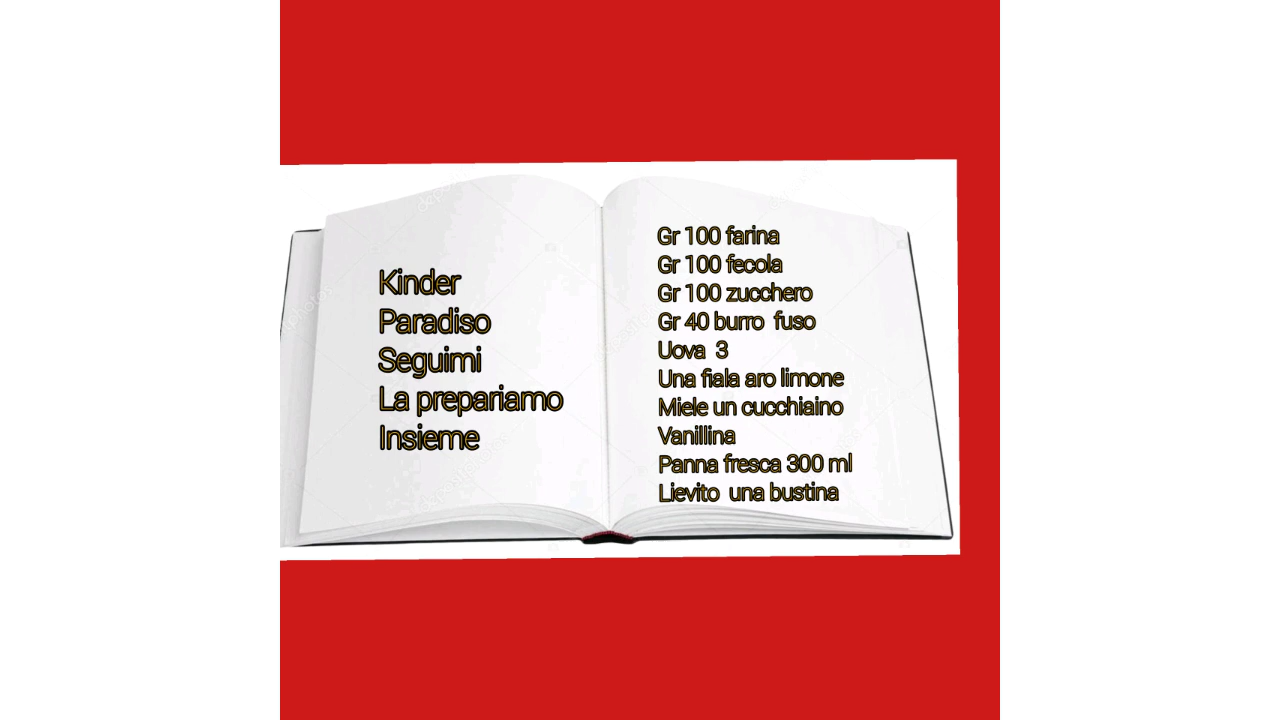 Kinder
Paradiso
Seguimi
La prepariamo
Insieme
Gr 100 farina
Gr 100 fecola
Gr 100 zucchero
Gr 40 burro fuso
Uova 3
Una fiala aro limone
Miele un cucchiaino
Vanillina
Panna fresca 300 ml
Lievito una bustina